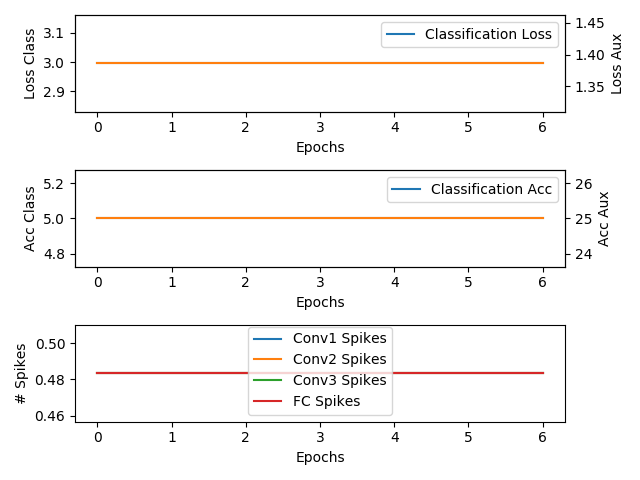 3.1
3.0
2.9
Loss Class
Classification Loss
1.45
1.40
1.35
Loss Aux
0 1 2 3 4 5 6
Epochs
5.2
5.0
4.8
Acc Class
Classification Acc
26
25
24
Acc Aux
0 1 2 3 4 5 6
Epochs
0.50
0.48
0.46
# Spikes
Conv1 Spikes
Conv2 Spikes
Conv3 Spikes
FC Spikes
0 1 2 3 4 5 6
Epochs